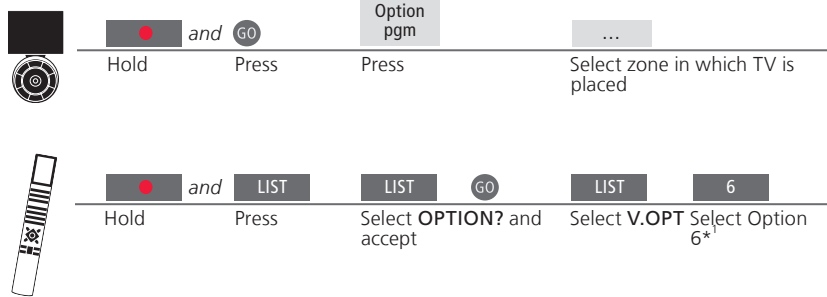 Option
pgm
and GO ...
Hold Press Press Select zone in which TV is
placed
and LIST LIST GO LIST 6
Hold Press Select OPTION? and Select V.OPT Select Option
accept 6*1